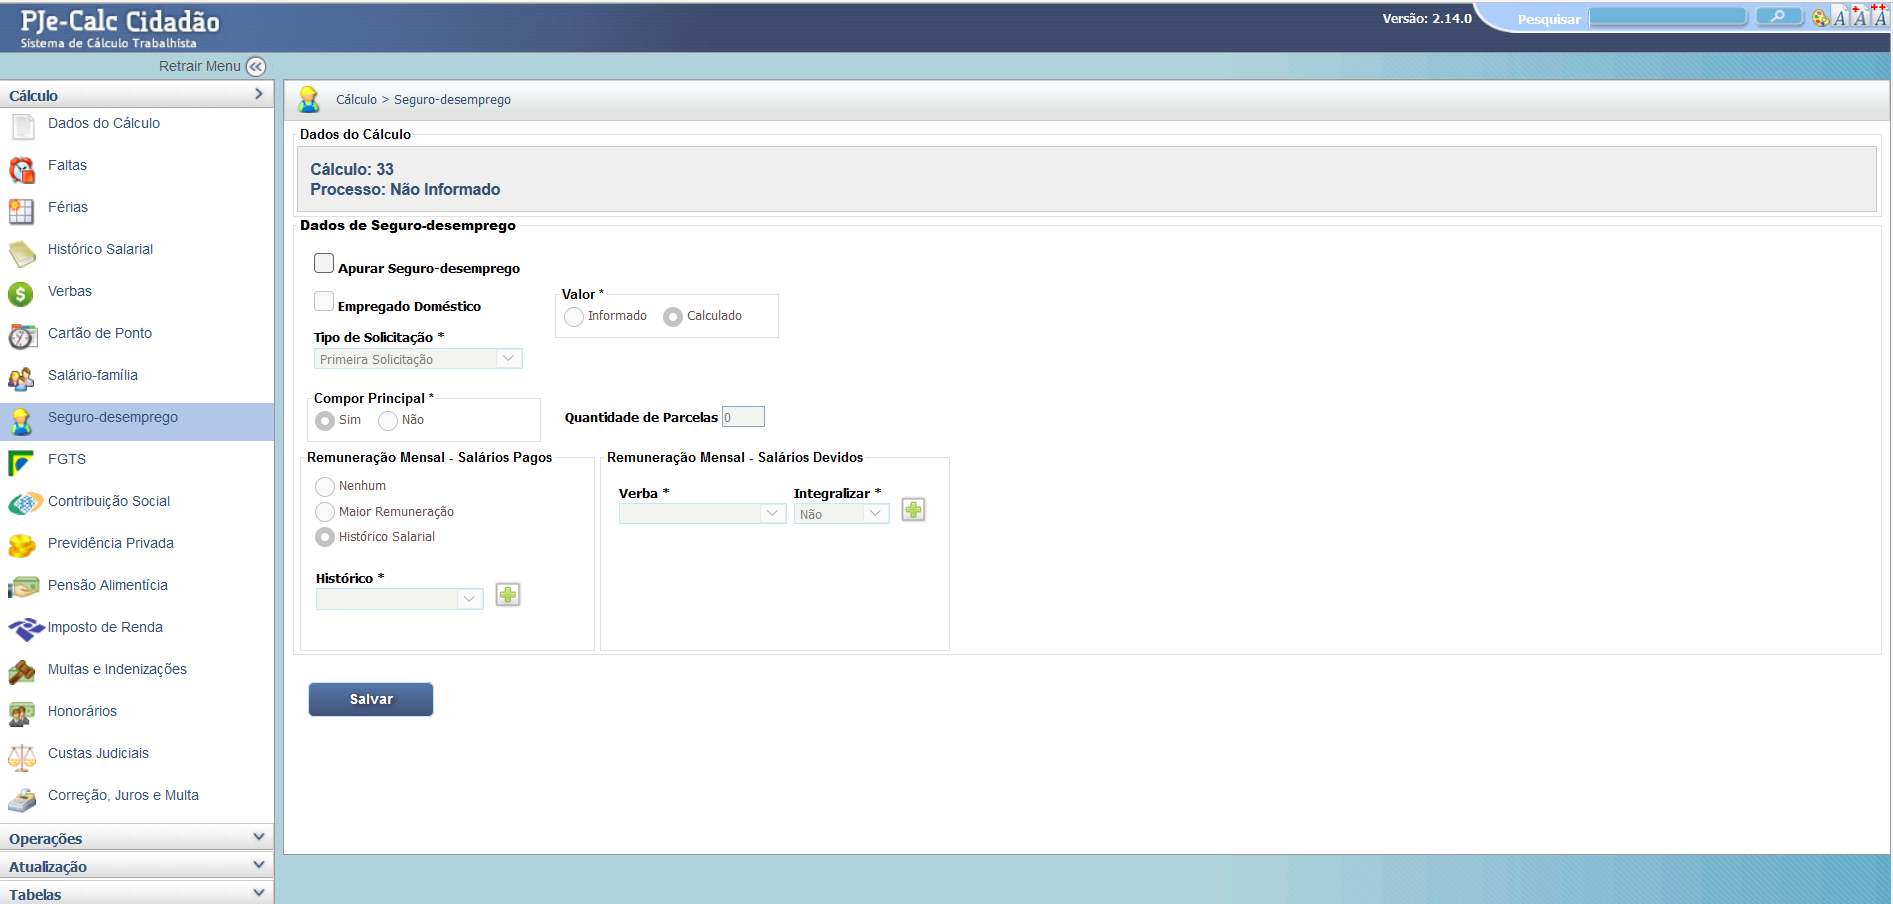 PJe-Calc Cidadão
Sistema de Cálculo Trabalhista
Versão: 2.14.0
Pesquisar
A A A
Retrair Menu
Cálculo
Dados do Cálculo
Faltas
Férias
Histórico Salarial
Verbas
Cartão de Ponto
Salário-família
Seguro-desemprego
FGTS
Contribuição Social
Previdência Privada
Pensão Alimentícia
Imposto de Renda
Multas e Indenizações
Honorários
Custas Judiciais
Correção, Juros e Multa
Operações
Atualização
Tabelas
Cálculo > Seguro-desemprego
Dados do Cálculo
Cálculo: 33
Processo: Não Informado
Dados de Seguro-desemprego
Apurar Seguro-desemprego
Empregado Doméstico
Valor *
Informado Calculado
Tipo de Solicitação *
Primeira Solicitação
Compor Principal *
Sim Não
Quantidade de Parcelas 0
Remuneração Mensal - Salários Pagos
Nenhum
Maior Remuneração
Histórico Salarial
Histórico *
Remuneração Mensal - Salários Devidos
Verba * Integralizar *
Não
Salvar